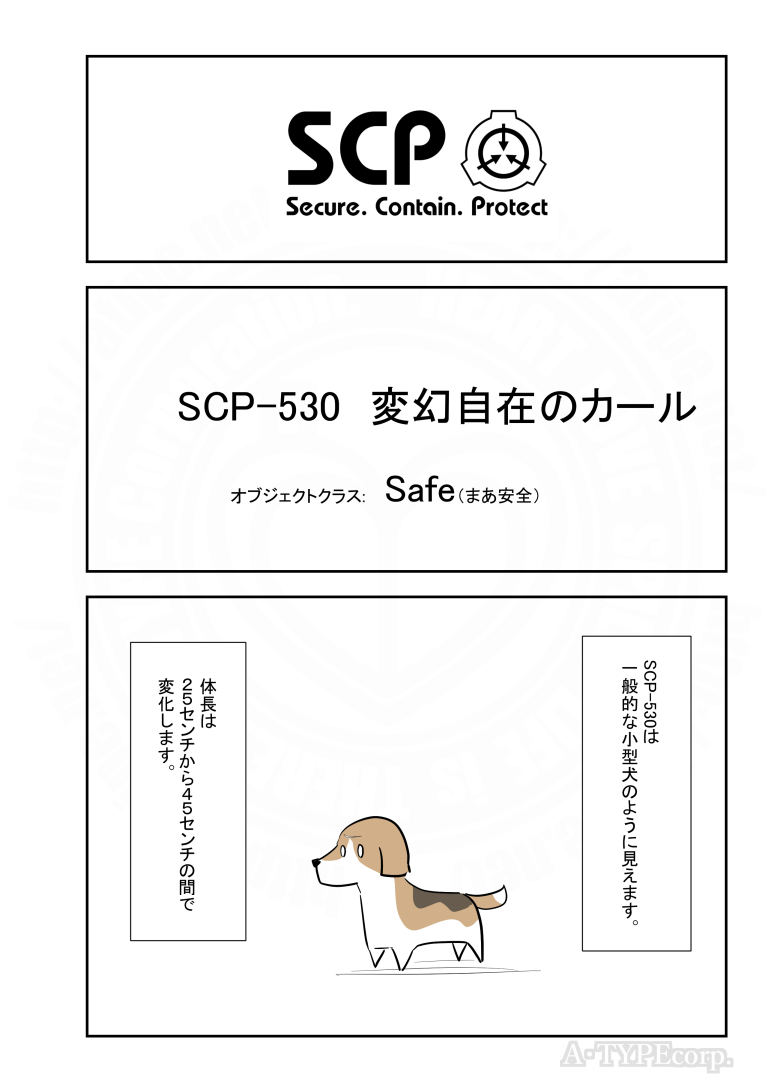 SCP
Secure. Contain. Protect
SCP-530 変幻自在のカール
オブジェクトクラス: Safe(まあ安全)
SCP-530は
一般的な小型犬のように見えます。
体長は
25センチから45センチの間で
変化します。
A-TYPEcorp.